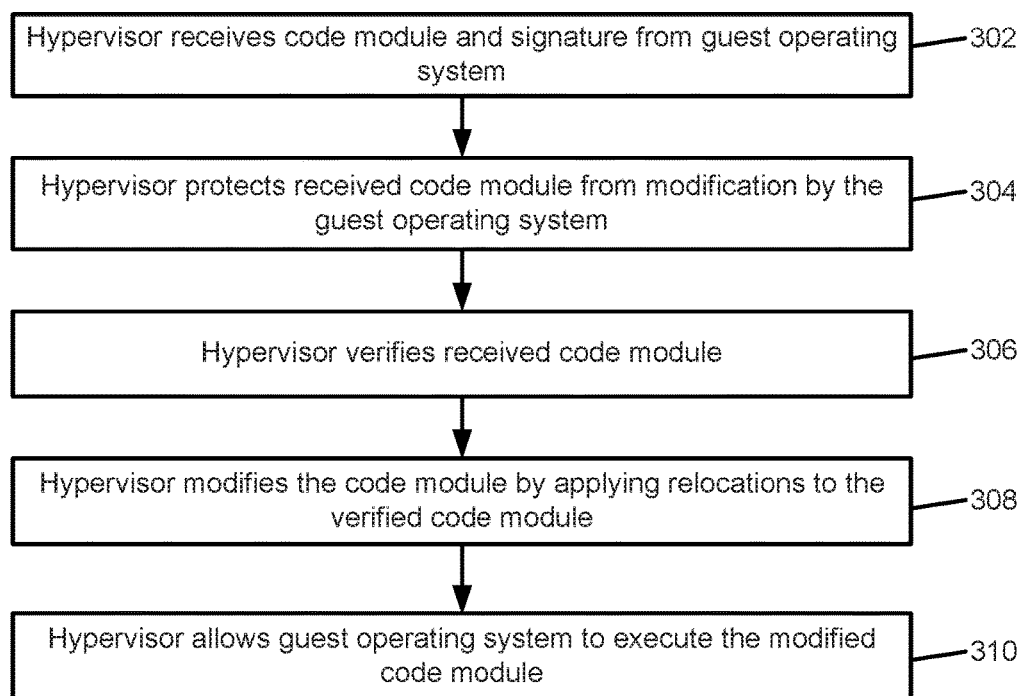 Hypervisor receives code module and signature from guest operating
system
302
Hypervisor protects received code module from modification by the
guest operating system
304
Hypervisor verifies received code module
306
Hypervisor modifies the code module by applying relocations to the
verified code module
308
Hypervisor allows guest operating system to execute the modified
code module
310